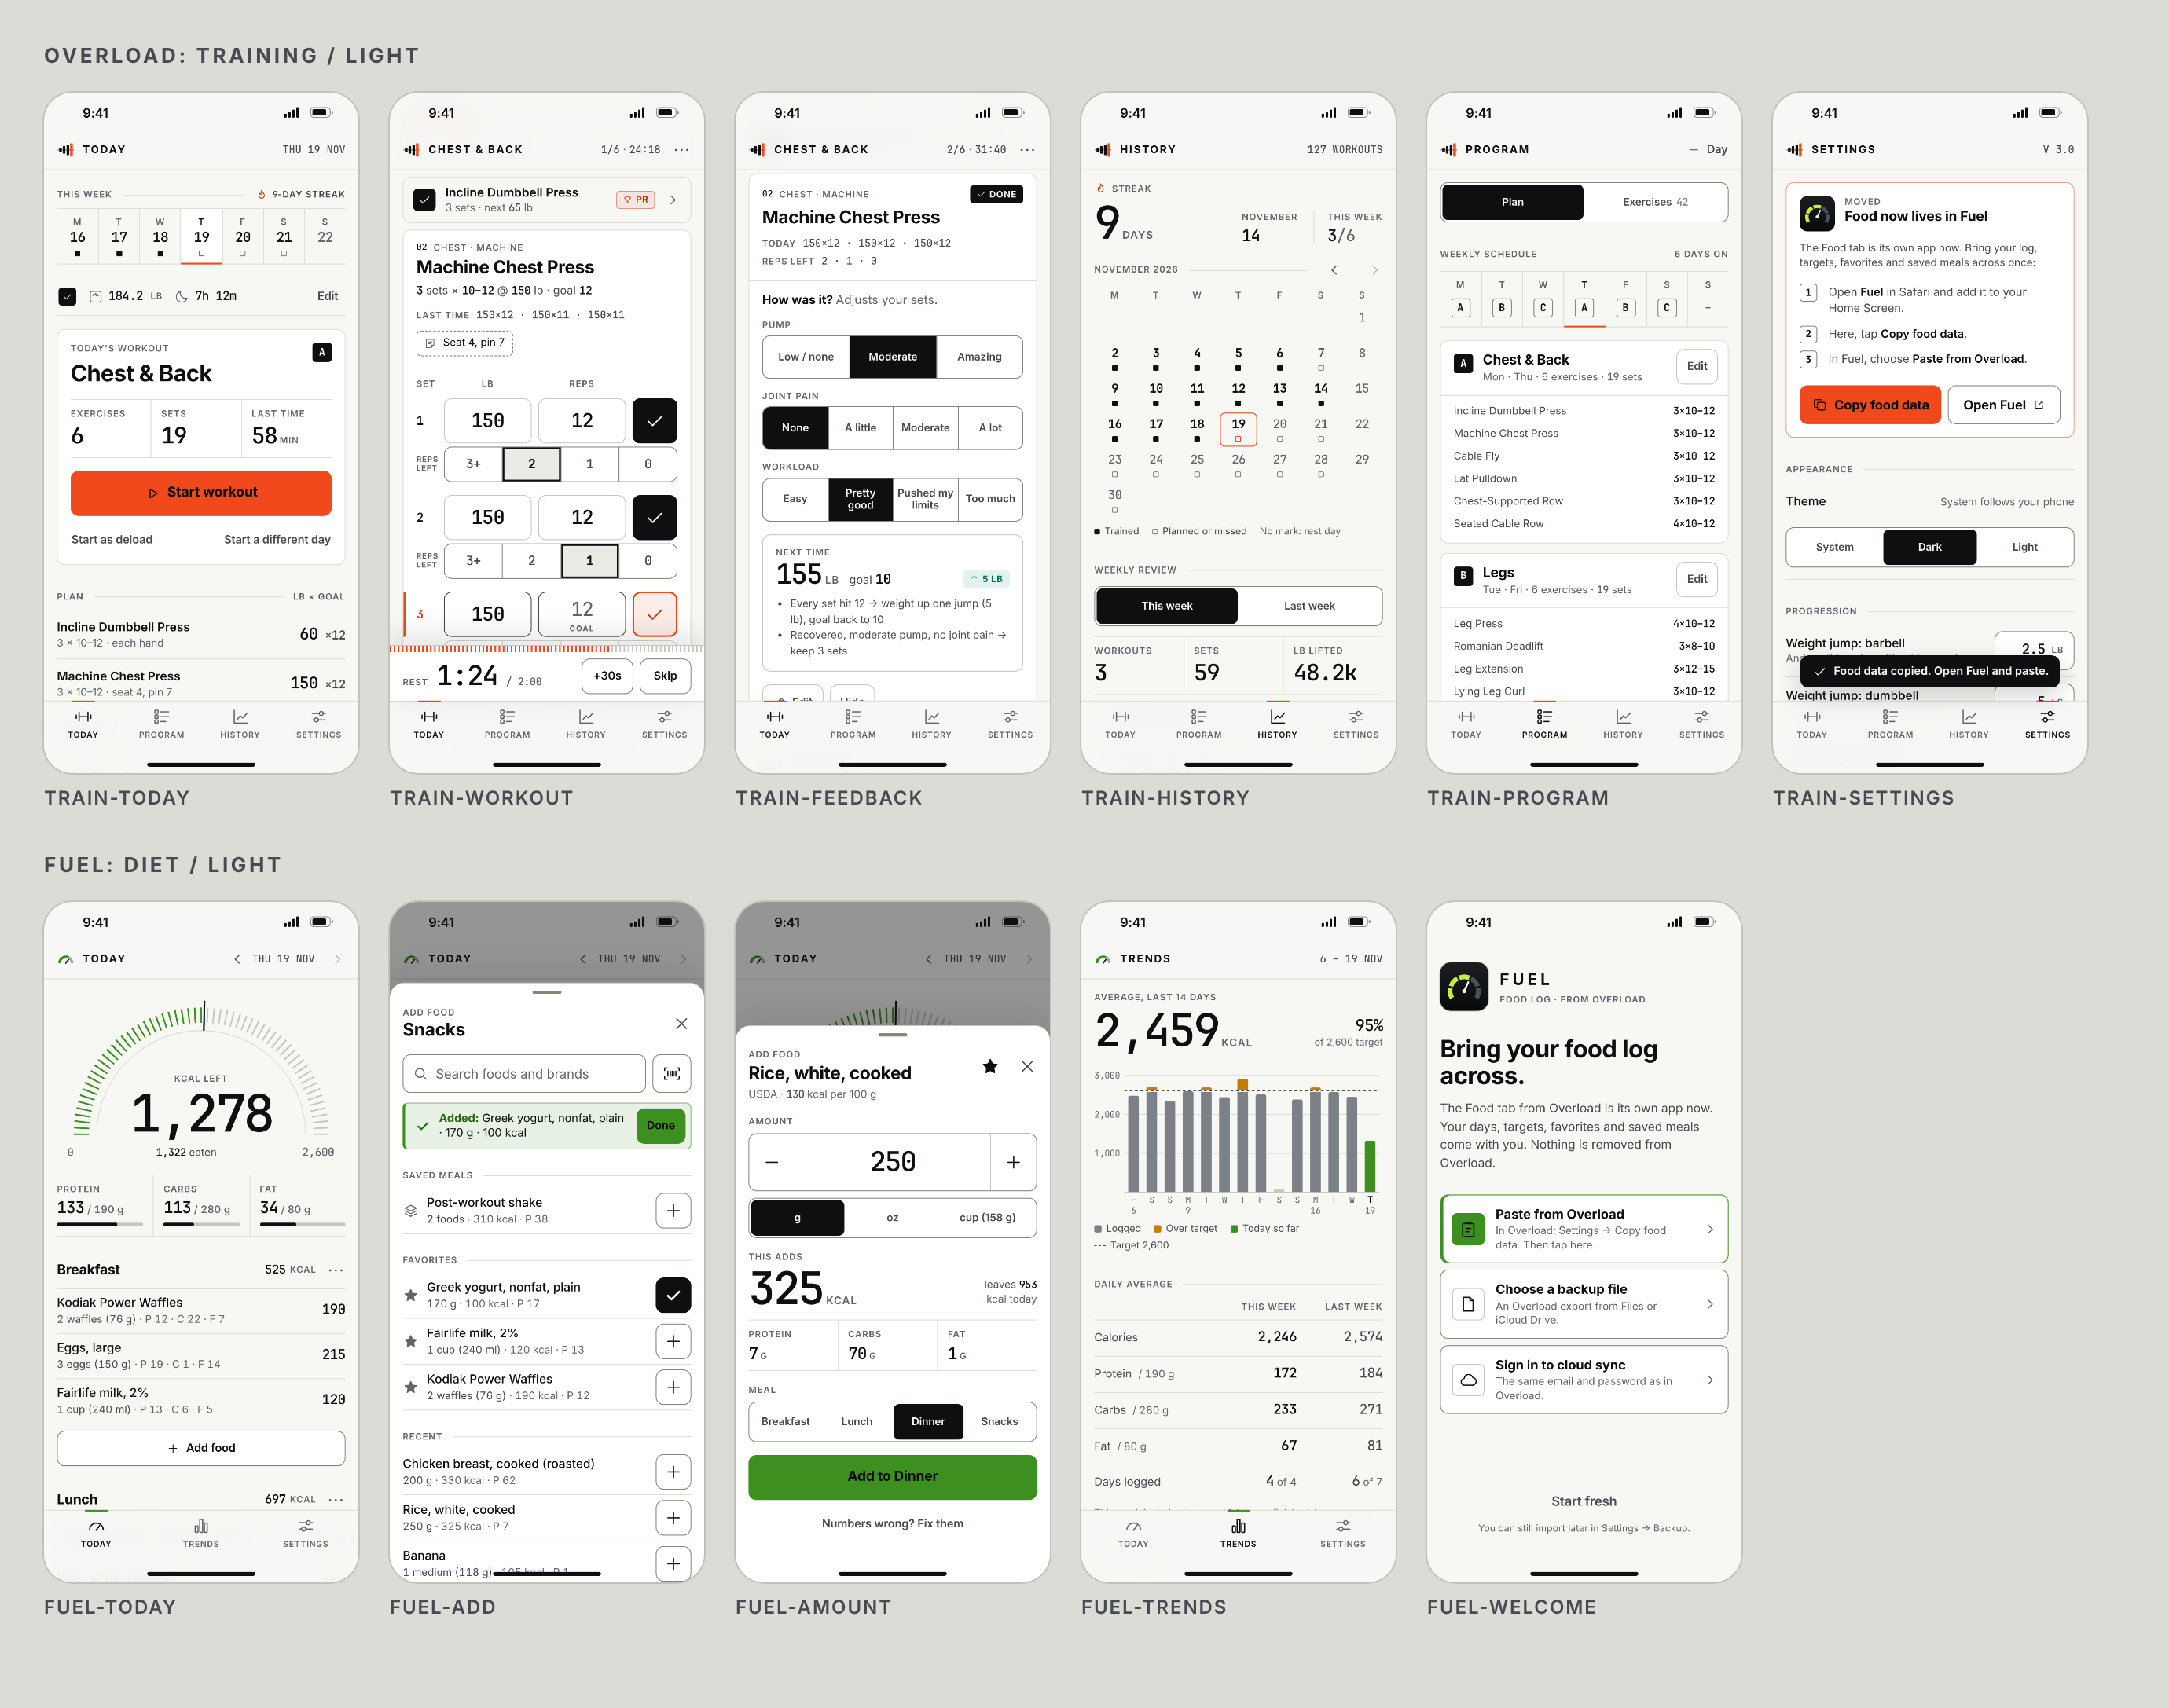 OVERLOAD: TRAINING / LIGHT
9:41
TODAY THU 19 NOV
THIS WEEK 9-DAY STREAK
M T W T F S S
16 17 18 19 20 21 22
184.2 LB 7h 12m Edit
TODAY'S WORKOUT A
Chest & Back
EXERCISES SETS LAST TIME
6 19 58 MIN
Start workout
Start as deload Start a different day
PLAN LB × GOAL
Incline Dumbbell Press 60 ×12
3 × 10–12 · each hand
Machine Chest Press 150 ×12
3 × 10–12 · seat 4, pin 7
TODAY PROGRAM HISTORY SETTINGS
TRAIN-TODAY
9:41
CHEST & BACK 1/6 · 24:18 ···
Incline Dumbbell Press PR
3 sets · next 65 lb
02 CHEST · MACHINE
Machine Chest Press
3 sets × 10–12 @ 150 lb · goal 12
LAST TIME 150×12 · 150×11 · 150×11
Seat 4, pin 7
SET LB REPS
1 150 12
REPS LEFT 3+ 2 1 0
2 150 12
REPS LEFT 3+ 2 1 0
3 150 12
GOAL
REST 1:24 / 2:00 +30s Skip
TODAY PROGRAM HISTORY SETTINGS
TRAIN-WORKOUT
9:41
CHEST & BACK 2/6 · 31:40 ···
02 CHEST · MACHINE DONE
Machine Chest Press
TODAY 150×12 · 150×12 · 150×12
REPS LEFT 2 · 1 · 0
How was it? Adjusts your sets.
PUMP
Low / none Moderate Amazing
JOINT PAIN
None A little Moderate A lot
WORKLOAD
Easy Pretty good Pushed my limits Too much
NEXT TIME
155 LB goal 10 ↑ 5 LB
• Every set hit 12 → weight up one jump (5
lb), goal back to 10
• Recovered, moderate pump, no joint pain →
keep 3 sets
Edit Hide
TODAY PROGRAM HISTORY SETTINGS
TRAIN-FEEDBACK
9:41
HISTORY 127 WORKOUTS
STREAK
9 DAYS
NOVEMBER THIS WEEK
14 3/6
NOVEMBER 2026
M T W T F S S
1
2 3 4 5 6 7 8
9 10 11 12 13 14 15
16 17 18 19 20 21 22
23 24 25 26 27 28 29
30
Trained Planned or missed No mark: rest day
WEEKLY REVIEW
This week Last week
WORKOUTS SETS LB LIFTED
3 59 48.2k
TODAY PROGRAM HISTORY SETTINGS
TRAIN-HISTORY
9:41
PROGRAM + Day
Plan Exercises 42
WEEKLY SCHEDULE 6 DAYS ON
M T W T F S S
A B C A B C –
A Chest & Back Edit
Mon · Thu · 6 exercises · 19 sets
Incline Dumbbell Press 3×10–12
Machine Chest Press 3×10–12
Cable Fly 3×10–12
Lat Pulldown 3×10–12
Chest-Supported Row 3×10–12
Seated Cable Row 4×10–12
B Legs Edit
Tue · Fri · 6 exercises · 19 sets
Leg Press 4×10–12
Romanian Deadlift 3×8–10
Leg Extension 3×12–15
Lying Leg Curl 3×10–12
TODAY PROGRAM HISTORY SETTINGS
TRAIN-PROGRAM
9:41
SETTINGS V 3.0
MOVED
Food now lives in Fuel
The Food tab is its own app now. Bring your log,
targets, favorites and saved meals across once:
1 Open Fuel in Safari and add it to your
Home Screen.
2 Here, tap Copy food data.
3 In Fuel, choose Paste from Overload.
Copy food data Open Fuel
APPEARANCE
Theme System follows your phone
System Dark Light
PROGRESSION
Weight jump: barbell 2.5 LB
Food data copied. Open Fuel and paste.
Weight jump: dumbbell 5
TODAY PROGRAM HISTORY SETTINGS
TRAIN-SETTINGS
FUEL: DIET / LIGHT
9:41
TODAY THU 19 NOV
KCAL LEFT
1,278
0 1,322 eaten 2,600
PROTEIN CARBS FAT
133 / 190 g 113 / 280 g 34 / 80 g
Breakfast 525 KCAL ···
Kodiak Power Waffles 190
2 waffles (76 g) · P 12 · C 22 · F 7
Eggs, large 215
3 eggs (150 g) · P 19 · C 1 · F 14
Fairlife milk, 2% 120
1 cup (240 ml) · P 13 · C 6 · F 5
+ Add food
Lunch 697 KCAL ···
TODAY TRENDS SETTINGS
FUEL-TODAY
9:41
TODAY THU 19 NOV
ADD FOOD
Snacks
Search foods and brands
Added: Greek yogurt, nonfat, plain
· 170 g · 100 kcal
Done
SAVED MEALS
Post-workout shake
2 foods · 310 kcal · P 38
FAVORITES
Greek yogurt, nonfat, plain
170 g · 100 kcal · P 17
Fairlife milk, 2%
1 cup (240 ml) · 120 kcal · P 13
Kodiak Power Waffles
2 waffles (76 g) · 190 kcal · P 12
RECENT
Chicken breast, cooked (roasted)
200 g · 330 kcal · P 62
Rice, white, cooked
250 g · 325 kcal · P 7
Banana
1 medium (118 g) · 105 kcal · P 1
FUEL-ADD
9:41
TODAY THU 19 NOV
ADD FOOD
Rice, white, cooked
USDA · 130 kcal per 100 g
AMOUNT
− 250 +
g oz cup (158 g)
THIS ADDS
325 KCAL
leaves 953
kcal today
PROTEIN CARBS FAT
7 G 70 G 1 G
MEAL
Breakfast Lunch Dinner Snacks
Add to Dinner
Numbers wrong? Fix them
FUEL-AMOUNT
9:41
TRENDS 6 – 19 NOV
AVERAGE, LAST 14 DAYS
2,459 KCAL
95%
of 2,600 target
3,000
2,000
1,000
F S S M T W T F S S M T W T
6 9 16 19
Logged Over target Today so far
Target 2,600
DAILY AVERAGE
THIS WEEK LAST WEEK
Calories 2,246 2,574
Protein / 190 g 172 184
Carbs / 280 g 233 271
Fat / 80 g 67 81
Days logged 4 of 4 6 of 7
TODAY TRENDS SETTINGS
FUEL-TRENDS
9:41
FUEL
FOOD LOG · FROM OVERLOAD
Bring your food log
across.
The Food tab from Overload is its own app now.
Your days, targets, favorites and saved meals
come with you. Nothing is removed from
Overload.
Paste from Overload
In Overload: Settings → Copy food
data. Then tap here.
Choose a backup file
An Overload export from Files or
iCloud Drive.
Sign in to cloud sync
The same email and password as in
Overload.
Start fresh
You can still import later in Settings → Backup.
FUEL-WELCOME